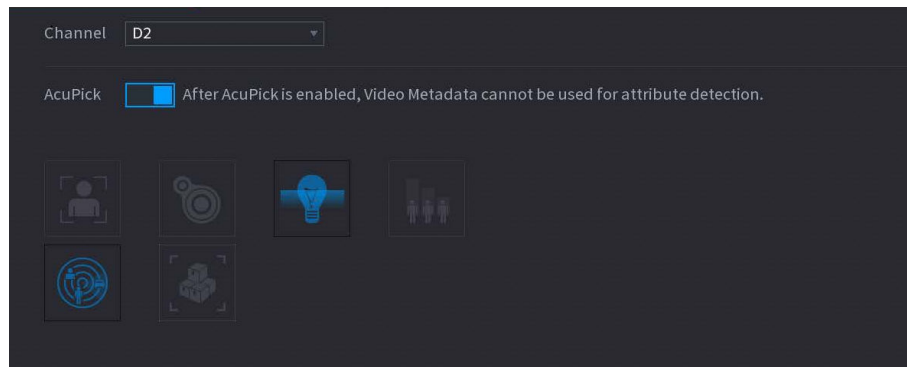 Channel D2
AcuPick After AcuPick is enabled, Video Metadata cannot be used for attribute detection.